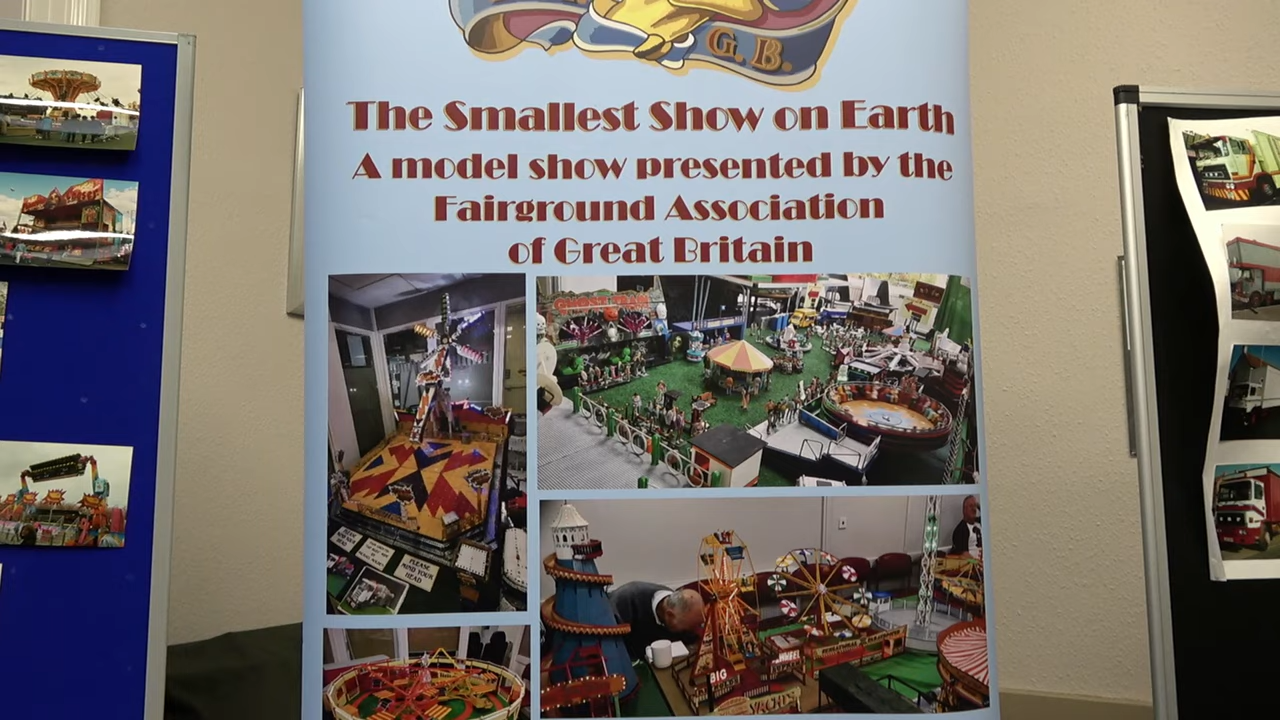 G. B.
The Smallest Show on Earth
A model show presented by the
Fairground Association
of Great Britain
GHOST TRAIN
PLEASE
MIND YOUR
HEAD
BIG
WHEEL